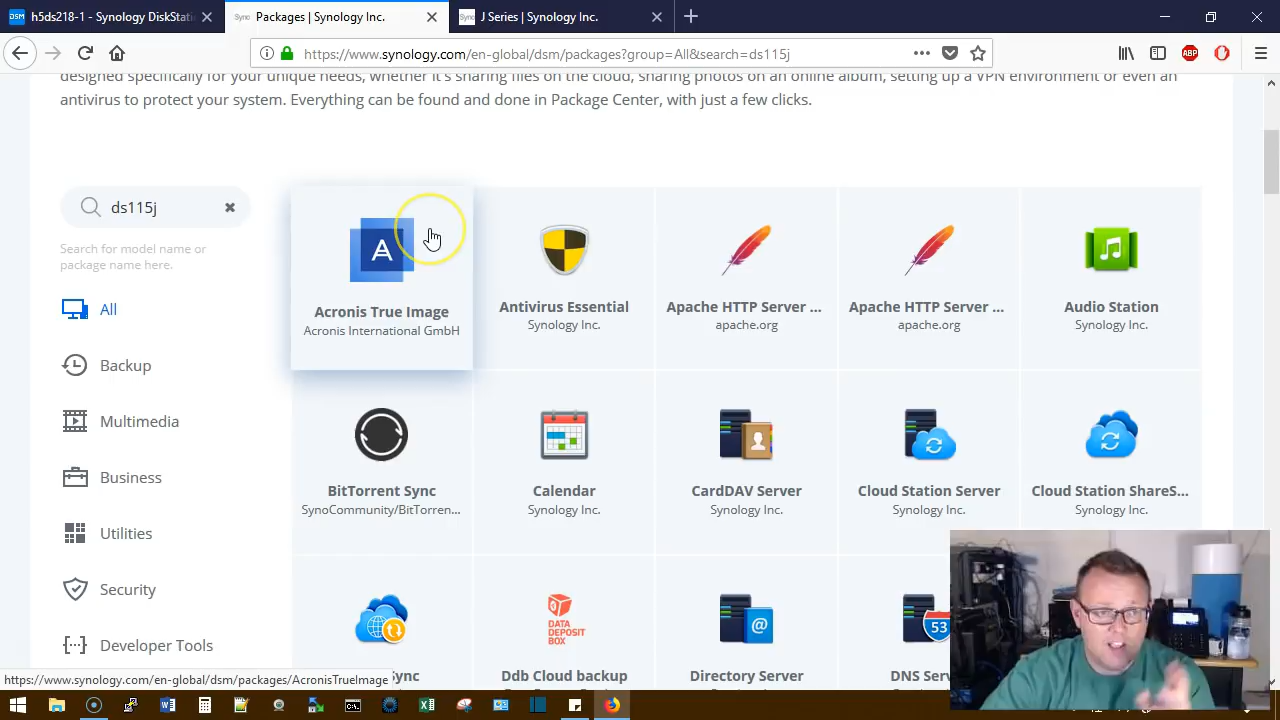 h5ds218-1 - Synology DiskStati
Packages | Synology Inc.
J Series | Synology Inc.
https://www.synology.com/en-global/dsm/packages?group=All&search=ds115j
designed specifically for your unique needs, whether it's sharing files on the cloud, sharing photos on an online album, setting up a VPN environment or even an
antivirus to protect your system. Everything can be found and done in Package Center, with just a few clicks.
ds115j
Search for model name or
package name here.
All
Backup
Multimedia
Business
Utilities
Security
Developer Tools
Acronis True Image
Acronis International GmbH
Antivirus Essential
Synology Inc.
Apache HTTP Server ...
apache.org
Apache HTTP Server ...
apache.org
Audio Station
Synology Inc.
BitTorrent Sync
SynoCommunity/BitTorren...
Calendar
Synology Inc.
CardDAV Server
Synology Inc.
Cloud Station Server
Synology Inc.
Cloud Station ShareS...
Synology Inc.
Sync
DATA
DEPOSIT
BOX
Ddb Cloud backup
@
Directory Server
53
DNS Serv
https://www.synology.com/en-global/dsm/packages/AcronisTrueImage